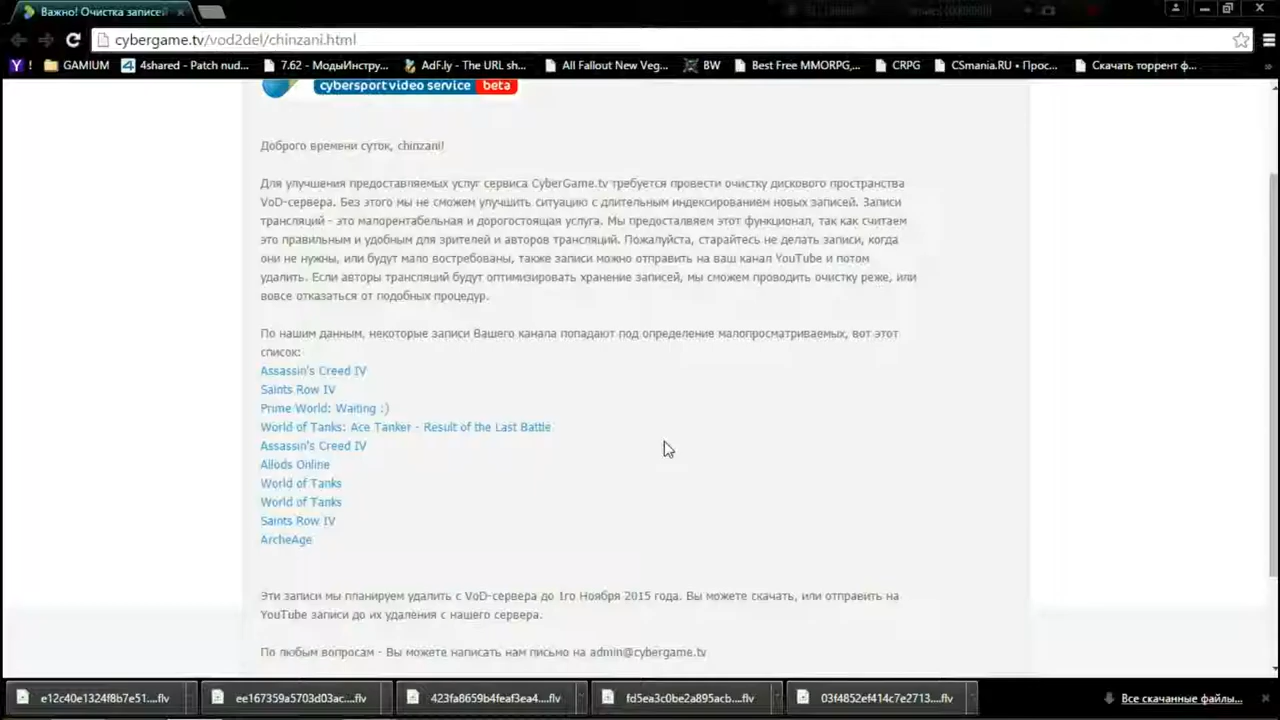 Важно! Очистка записей
cybergame.tv/vod2del/chinzani.html
Y ! GAMIUM 4shared - Patch nud... 7.62 - МодыИнстру... AdF.ly - The URL sh... All Fallout New Veg... BW Best Free MMORPG,... CRPG CSmania.RU • Прос... Скачать торрент ф... »
cybersport video service beta
Доброго времени суток, chinzani!
Для улучшения предоставляемых услуг сервиса CyberGame.tv требуется провести очистку дискового пространства
VoD-сервера. Без этого мы не сможем улучшить ситуацию с длительным индексированием новых записей. Записи
трансляций - это малорентабельная и дорогостоящая услуга. Мы предосталвяем этот функционал, так как считаем
это правильным и удобным для зрителей и авторов трансляций. Пожалуйста, старайтесь не делать записи, когда
они не нужны, или будут мало востребованы, также записи можно отправить на ваш канал YouTube и потом
удалить. Если авторы трансляций будут оптимизировать хранение записей, мы сможем проводить очистку реже, или
вовсе отказаться от подобных процедур.
По нашим данным, некоторые записи Вашего канала попадают под определение малопросматриваемых, вот этот
список:
Assassin's Creed IV
Saints Row IV
Prime World: Waiting :)
World of Tanks: Ace Tanker - Result of the Last Battle
Assassin's Creed IV
Allods Online
World of Tanks
World of Tanks
Saints Row IV
ArcheAge
Эти записи мы планируем удалить с VoD-сервера до 1го Ноября 2015 года. Вы можете скачать, или отправить на
YouTube записи до их удаления с нашего сервера.
По любым вопросам - Вы можете написать нам письмо на admin@cybergame.tv
e12c40e1324f8b7e51....flv ee167359a5703d03ac....flv 423fa8659b4feaf3ea4....flv fd5ea3c0be2a895acb....flv 03f4852ef414c7e2713....flv Все скачанные файлы...